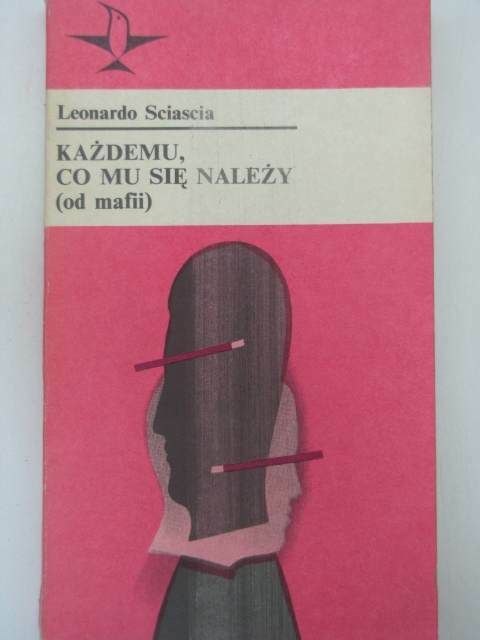 Leonardo Sciascia
KAŻDEMU,
CO MU SIĘ NALEŻY
(od mafii)